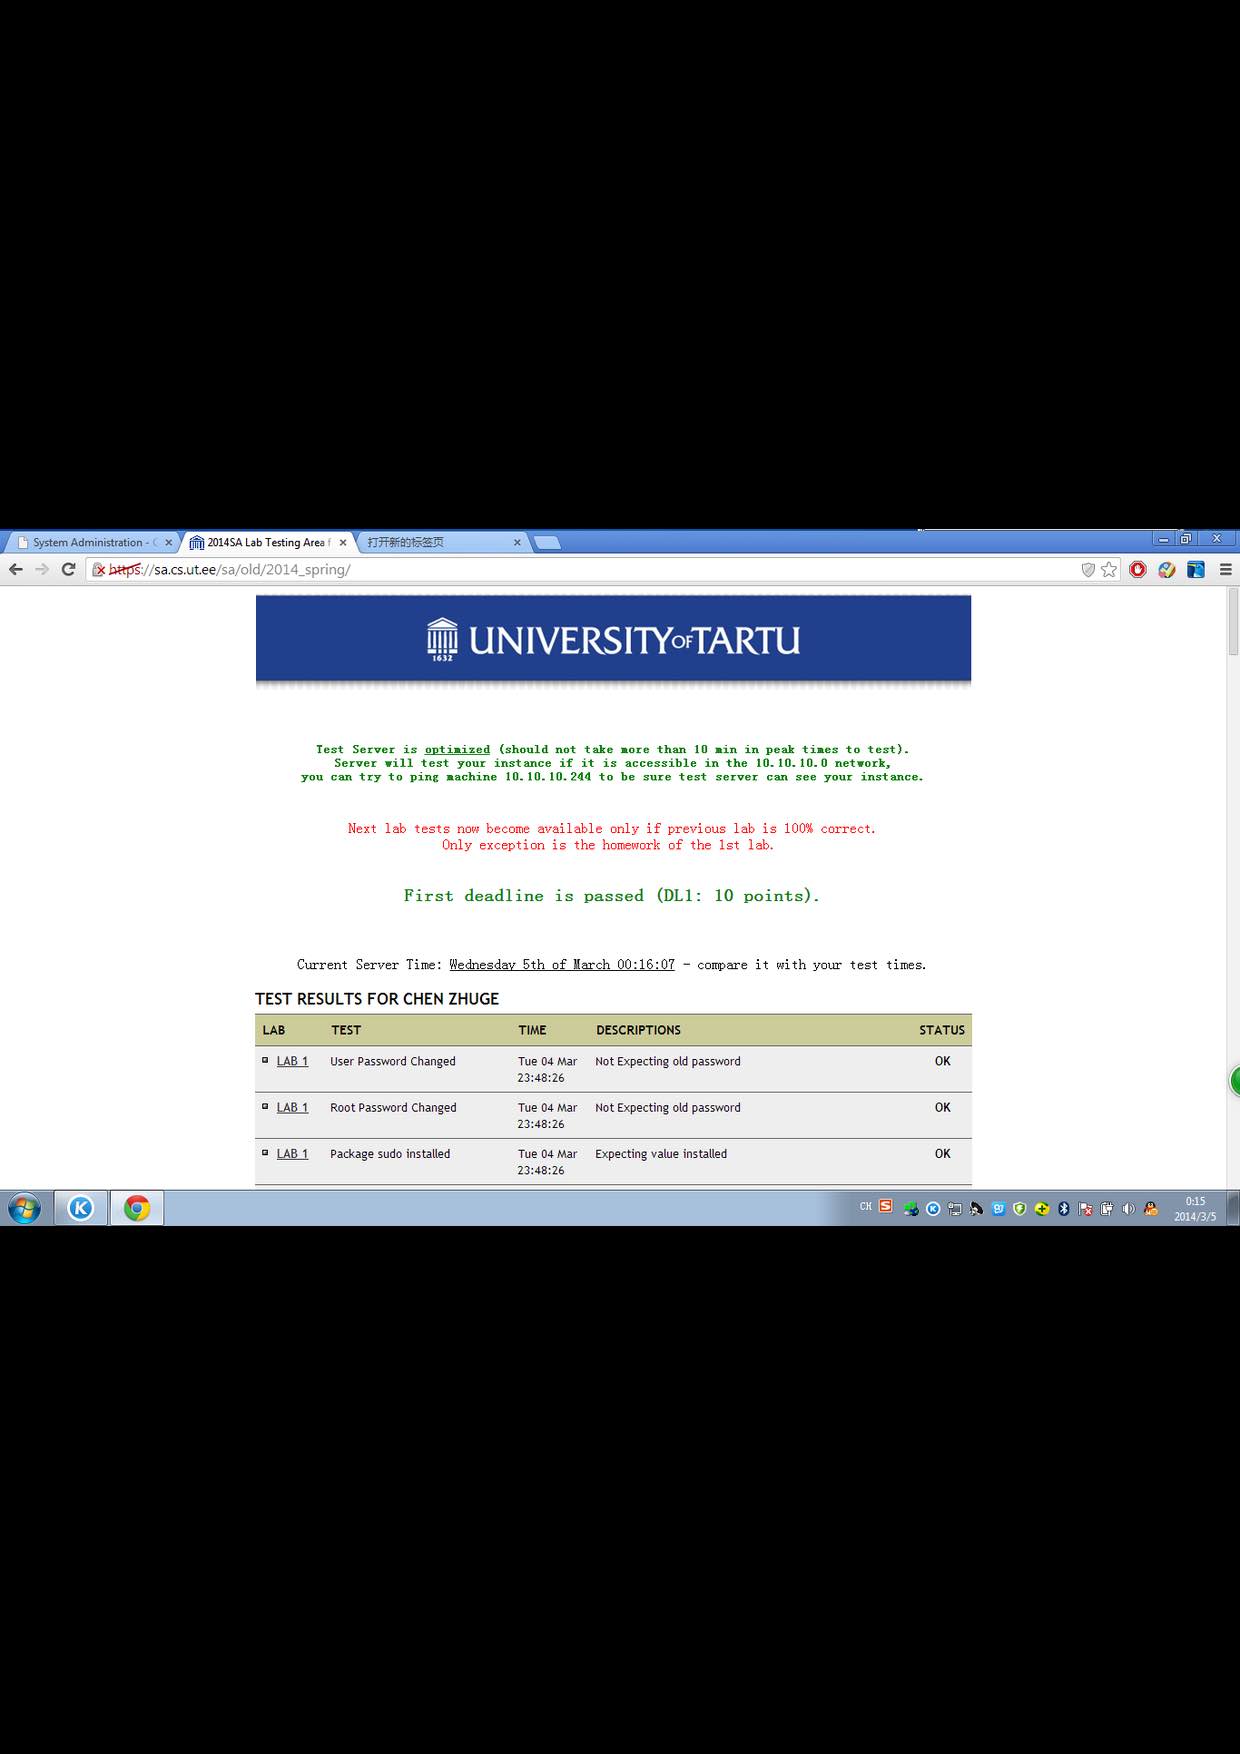 System Administration - C
2014SA Lab Testing Area f
打开新的标签页
https://sa.cs.ut.ee/sa/old/2014_spring/
1632
UNIVERSITY OF TARTU
Test Server is optimized (should not take more than 10 min in peak times to test).
Server will test your instance if it is accessible in the 10.10.10.0 network,
you can try to ping machine 10.10.10.244 to be sure test server can see your instance.
Next lab tests now become available only if previous lab is 100% correct.
Only exception is the homework of the 1st lab.
First deadline is passed (DL1: 10 points).
Current Server Time: Wednesday 5th of March 00:16:07 - compare it with your test times.
TEST RESULTS FOR CHEN ZHUGE
LAB TEST TIME DESCRIPTIONS STATUS
LAB 1 User Password Changed Tue 04 Mar Not Expecting old password OK
23:48:26
LAB 1 Root Password Changed Tue 04 Mar Not Expecting old password OK
23:48:26
LAB 1 Package sudo installed Tue 04 Mar Expecting value installed OK
23:48:26
CH
0:15
2014/3/5